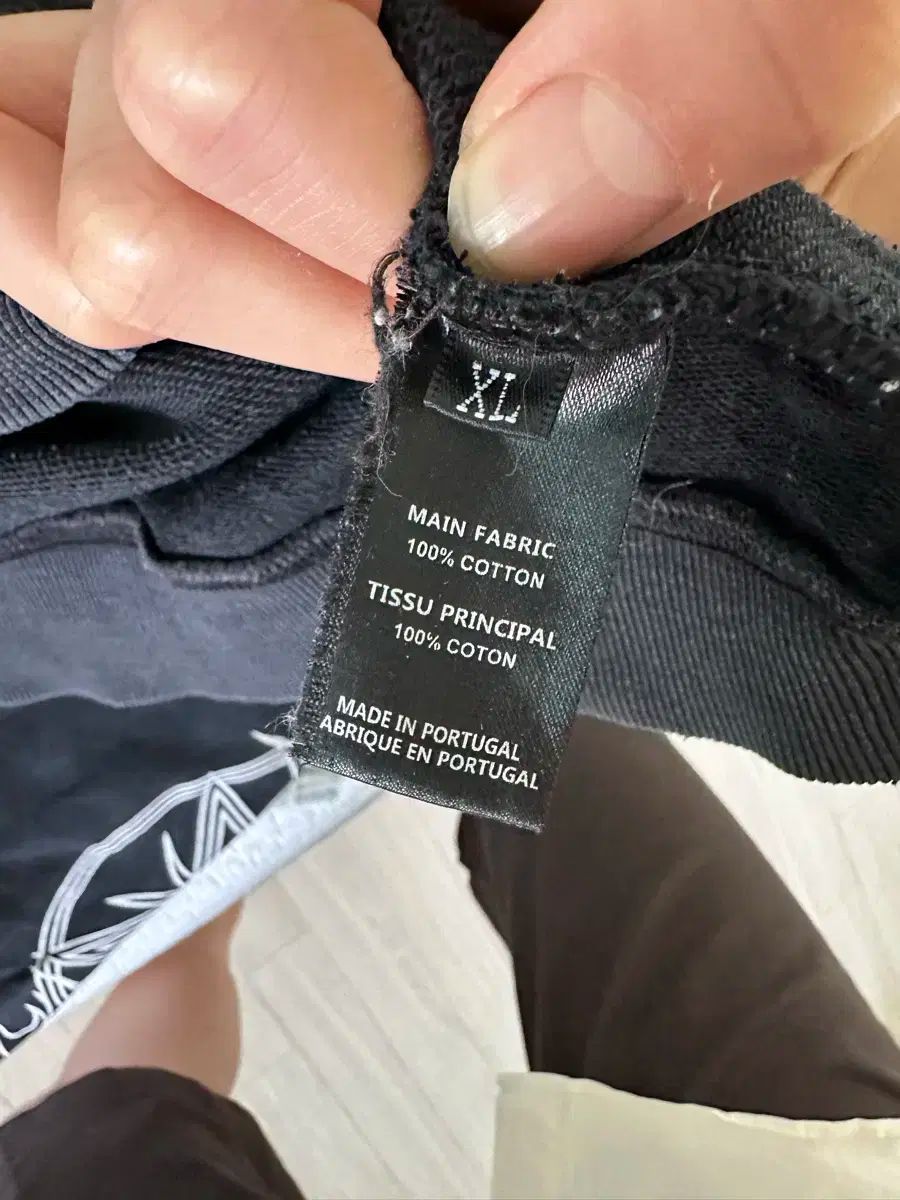 XL
MAIN FABRIC
100% COTTON
TISSU PRINCIPAL
100% COTON
MADE IN PORTUGAL
ABRIQUE EN PORTUGAL